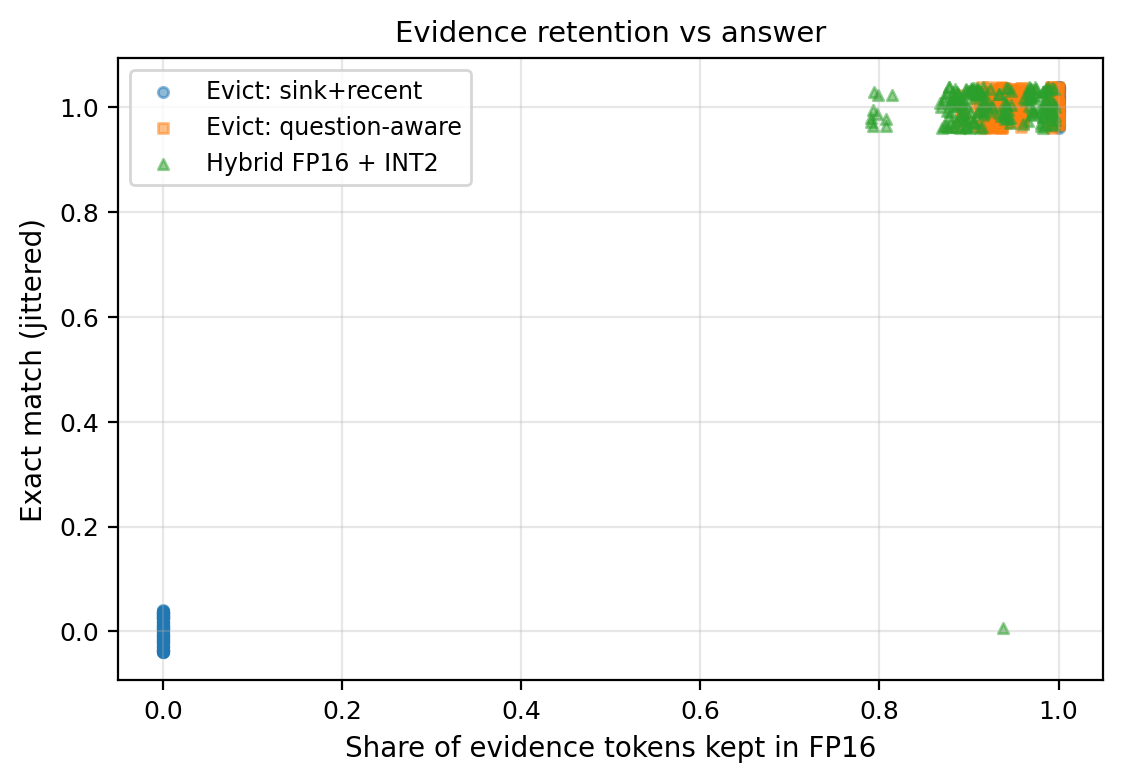 Evidence retention vs answer
Evict: sink+recent
Evict: question-aware
Hybrid FP16 + INT2
Exact match (jittered)
1.0
0.8
0.6
0.4
0.2
0.0
0.0 0.2 0.4 0.6 0.8 1.0
Share of evidence tokens kept in FP16